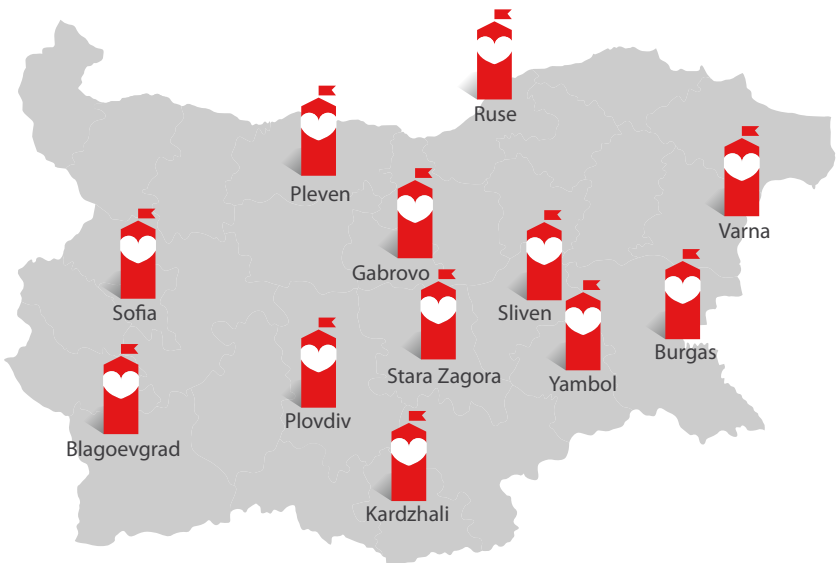 Ruse
Pleven
Varna
Gabrovo
Sofia
Sliven
Burgas
Stara Zagora
Yambol
Plovdiv
Blagoevgrad
Kardzhali